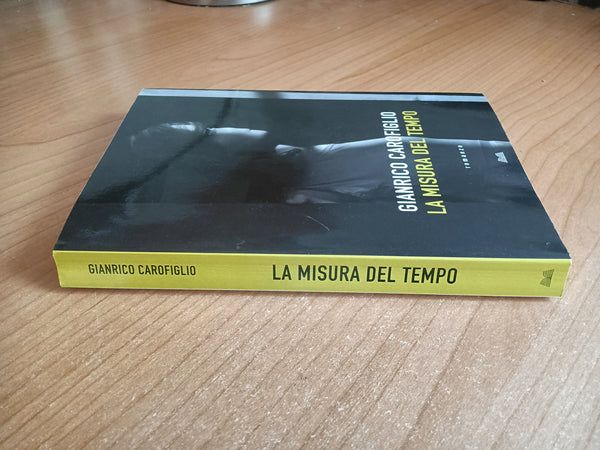 GIANRICO CAROFIGLIO
LA MISURA DEL TEMPO
romanzo
GIANRICO CAROFIGLIO
LA MISURA DEL TEMPO